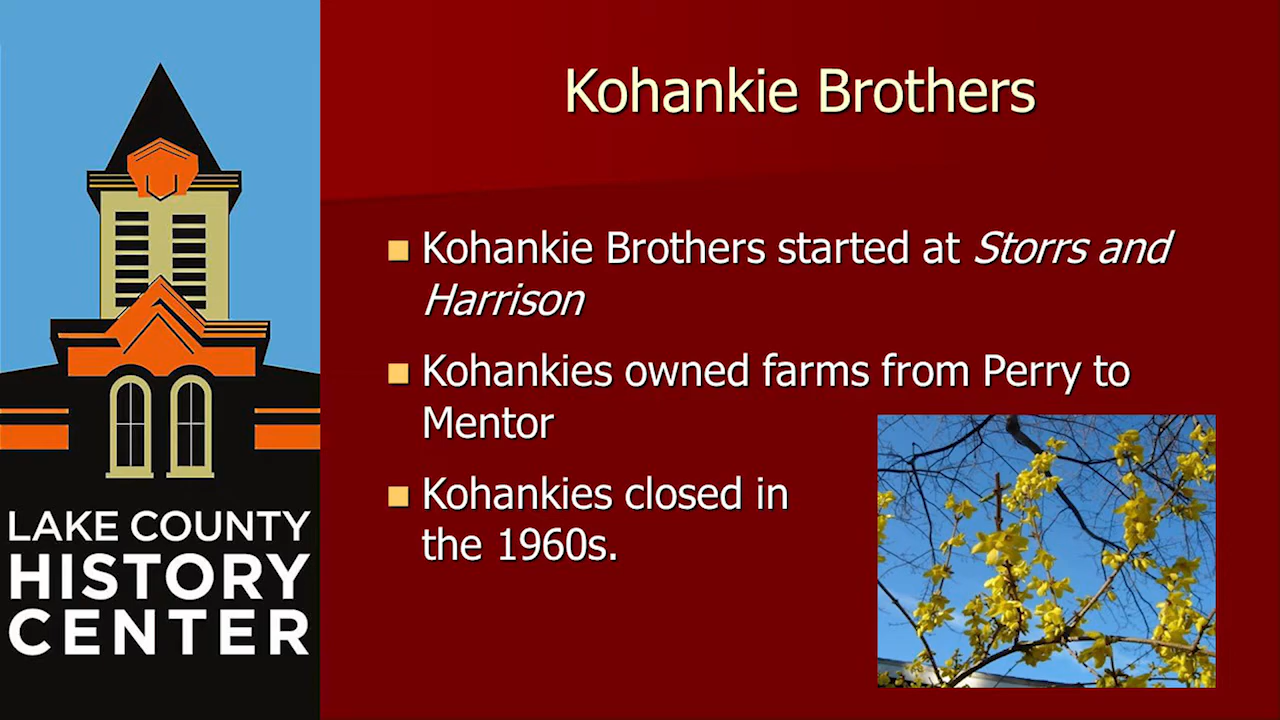 Kohankie Brothers
Kohankie Brothers started at Storrs and
Harrison
Kohankies owned farms from Perry to
Mentor
Kohankies closed in
the 1960s.
LAKE COUNTY
HISTORY
CENTER